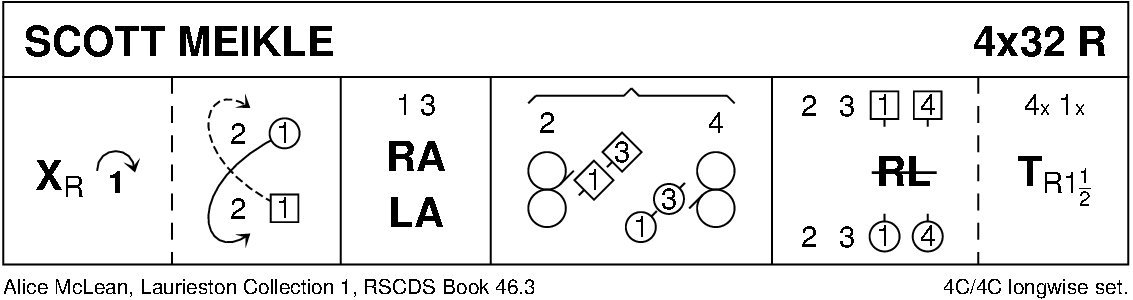 SCOTT MEIKLE 4x32 R
X R 1
2 1
2 1
1 3
RA
LA
2 4
1 3
1 3
2 3 1 4
RL
2 3 1 4
4x 1x
T R1½
Alice McLean, Laurieston Collection 1, RSCDS Book 46.3 4C/4C longwise set.